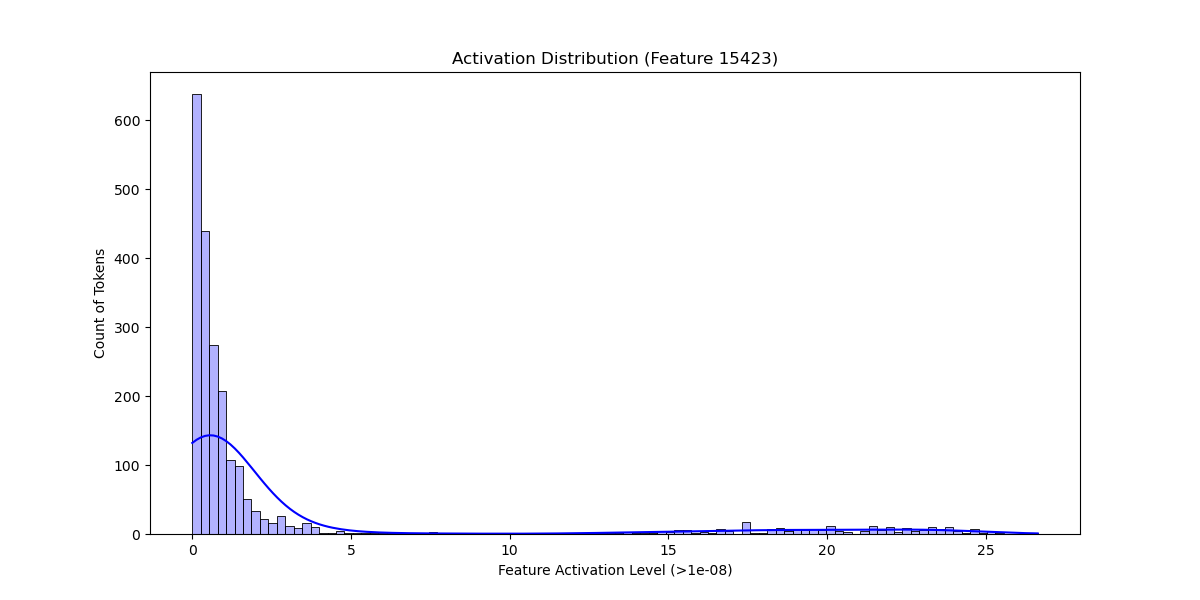 Activation Distribution (Feature 15423)
600
500
400
300
200
100
0
Count of Tokens
0 5 10 15 20 25
Feature Activation Level (>1e-08)